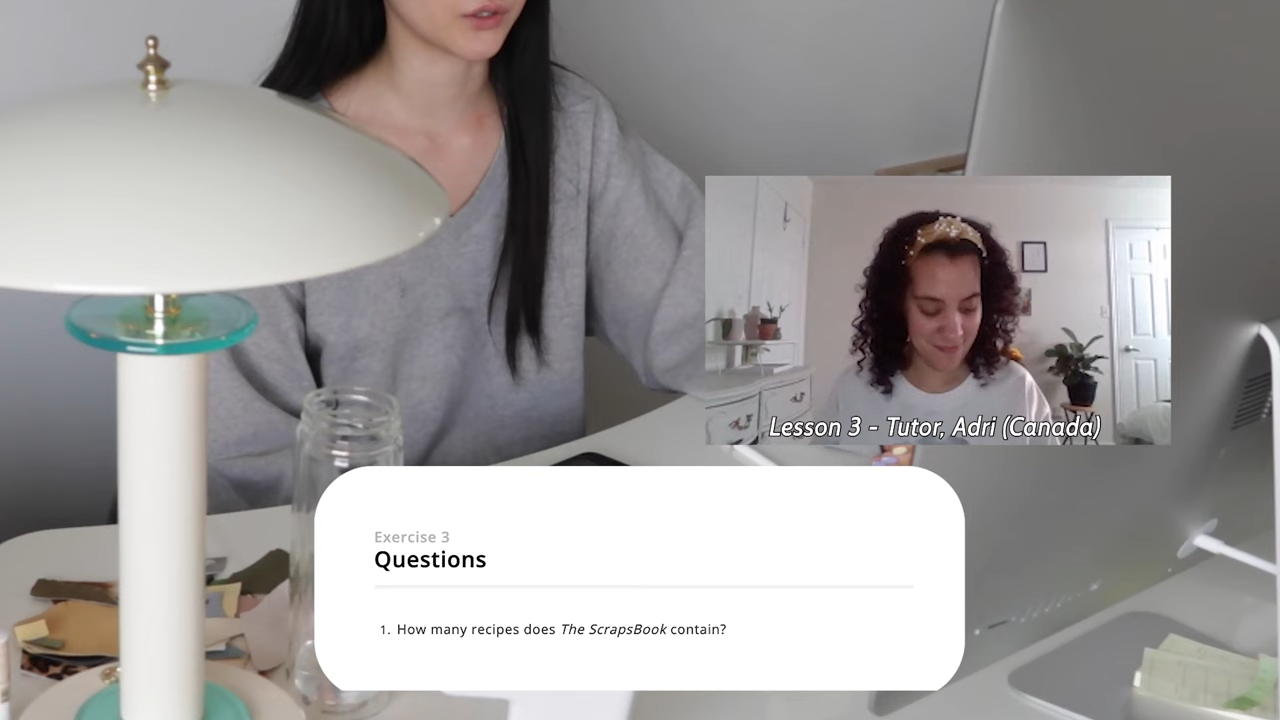 Lesson 3 - Tutor, Adri (Canada)
Exercise 3
Questions
1. How many recipes does The ScrapsBook contain?